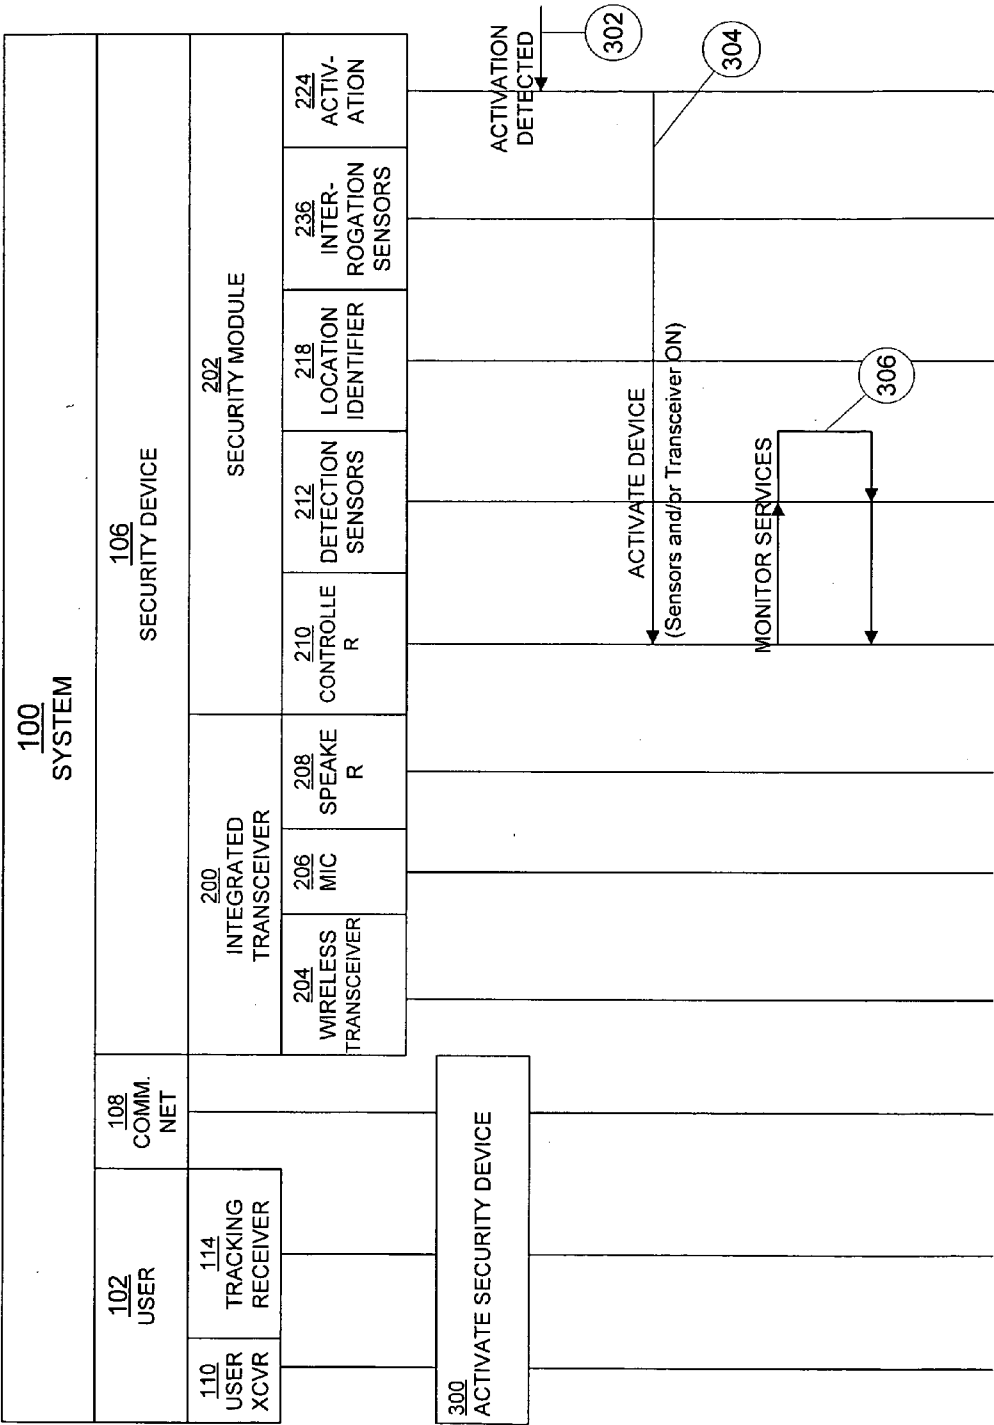 100
SYSTEM
102
USER
108
COMM.
NET
106
SECURITY DEVICE
110
USER
XCVR
114
TRACKING
RECEIVER
200
INTEGRATED
TRANSCEIVER
202
SECURITY MODULE
204
WIRELESS
TRANSCEIVER
206
MIC
208
SPEAKE
R
210
CONTROLLE
R
212
DETECTION
SENSORS
218
LOCATION
IDENTIFIER
236
INTER-
ROGATION
SENSORS
224
ACTIV-
ATION
300
ACTIVATE SECURITY DEVICE
ACTIVATION
DETECTED
302
304
ACTIVATE DEVICE
(Sensors and/or Transceiver ON)
MONITOR SERVICES
306